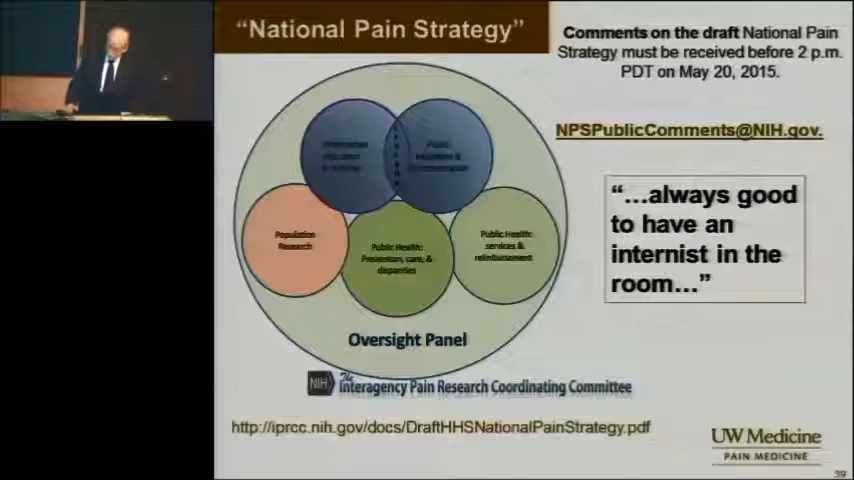 “National Pain Strategy”
Comments on the draft National Pain
Strategy must be received before 2 p.m.
PDT on May 20, 2015.
NPSPublicComments@NIH.gov.
“…always good
to have an
internist in the
room…”
Public
Population
Research
Public Health:
Prevention, care, &
disparities
Public Health:
services &
reimbursement
Oversight Panel
NIH
The
Interagency Pain Research Coordinating Committee
http://iprcc.nih.gov/docs/DraftHHSNationalPainStrategy.pdf
UW Medicine
PAIN MEDICINE
39